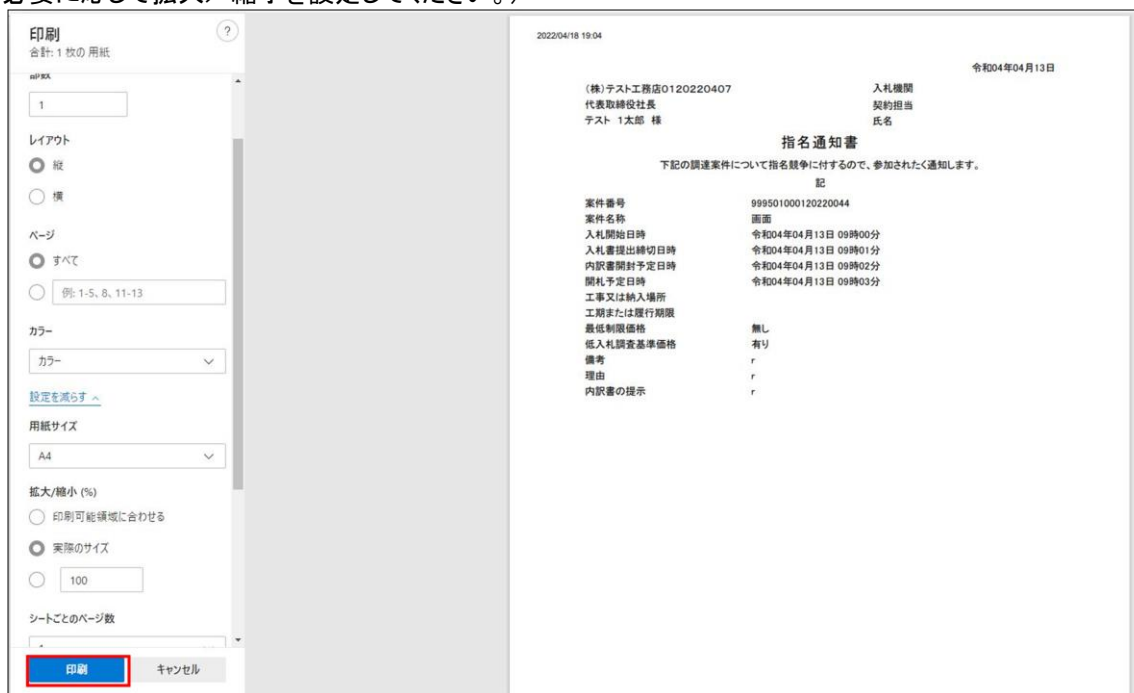 必要に応じて拡大/縮小を設定してください。)
印刷
?
合計: 1 枚の 用紙
部数
1
レイアウト
縦
横
ページ
すべて
例: 1-5、8、11-13
カラー
カラー
設定を減らす
用紙サイズ
A4
拡大/縮小 (%)
印刷可能領域に合わせる
実際のサイズ
100
シートごとのページ数
印刷
キャンセル
2022/04/18 19:04
令和04年04月13日
(株)テスト工務店0120220407 入札機関
代表取締役社長 契約担当
テスト 1太郎 様 氏名
指名通知書
下記の調達案件について指名競争に付するので、参加されたく通知します。
記
案件番号 999501000120220044
案件名称 画面
入札開始日時 令和04年04月13日 09時00分
入札書提出締切日時 令和04年04月13日 09時01分
内訳書開封予定日時 令和04年04月13日 09時02分
開札予定日時 令和04年04月13日 09時03分
工事又は納入場所
工期または履行期限
最低制限価格 無し
低入札調査基準価格 有り
備考 r
理由 r
内訳書の提示 r